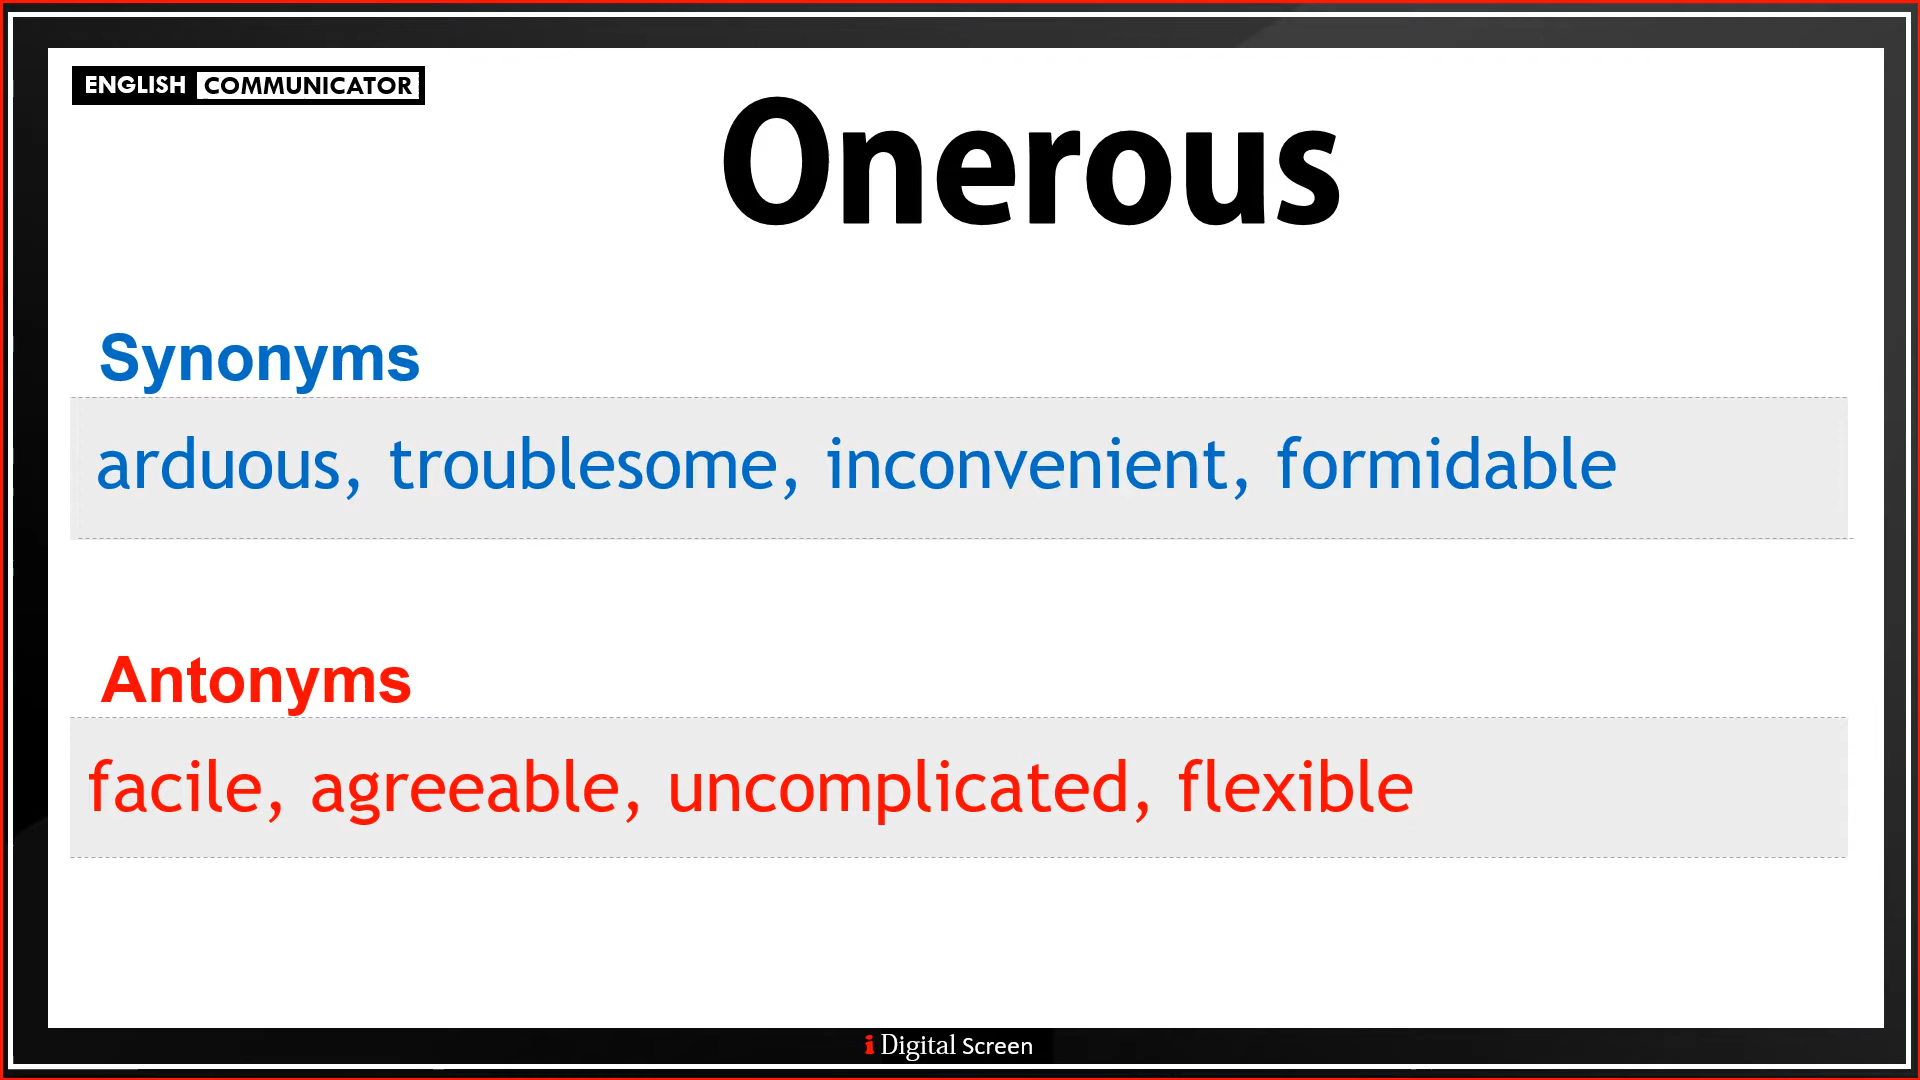 ENGLISH COMMUNICATOR
Onerous
Synonyms
arduous, troublesome, inconvenient, formidable
Antonyms
facile, agreeable, uncomplicated, flexible
i Digital Screen